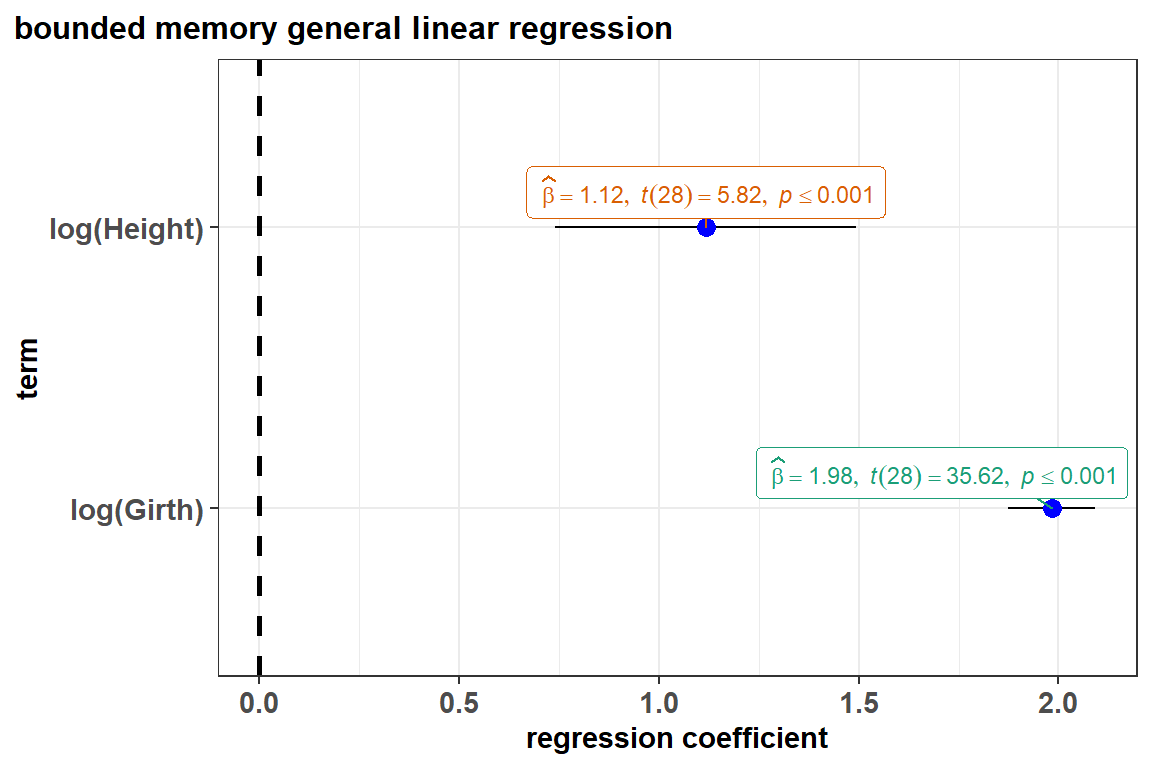 bounded memory general linear regression
term
log(Height)
β̂ = 1.12, t(28) = 5.82, p ≤ 0.001
log(Girth)
β̂ = 1.98, t(28) = 35.62, p ≤ 0.001
0.0 0.5 1.0 1.5 2.0
regression coefficient